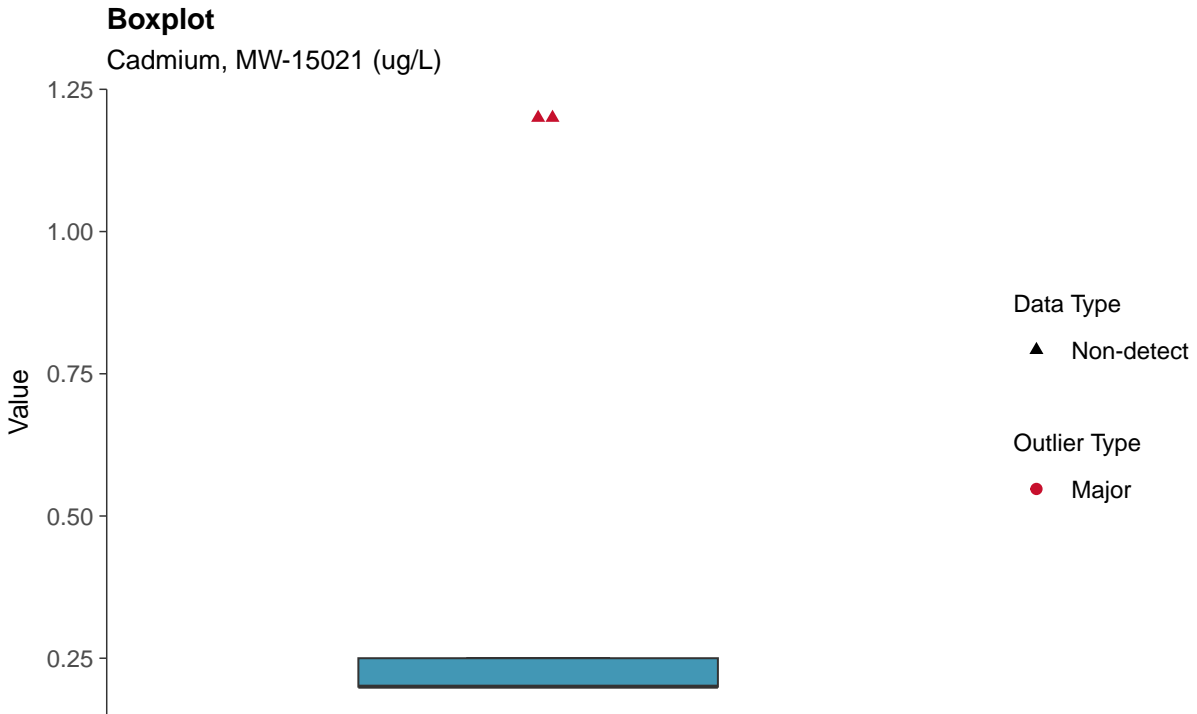 Boxplot
Cadmium, MW-15021 (ug/L)
1.25
1.00
0.75
0.50
0.25
Value
Data Type
Non-detect
Outlier Type
Major